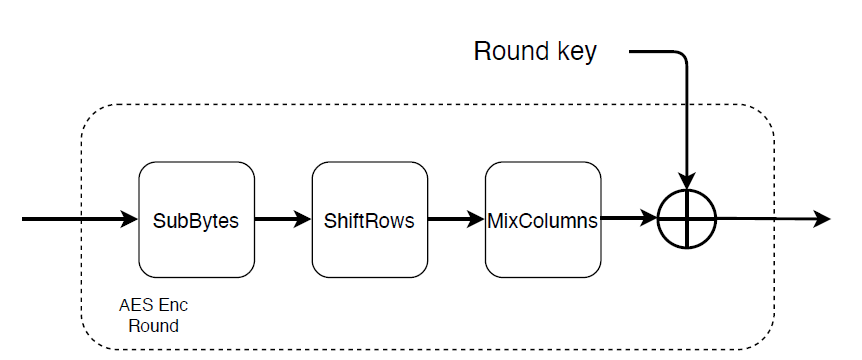 Round key
SubBytes
ShiftRows
MixColumns
AES Enc
Round